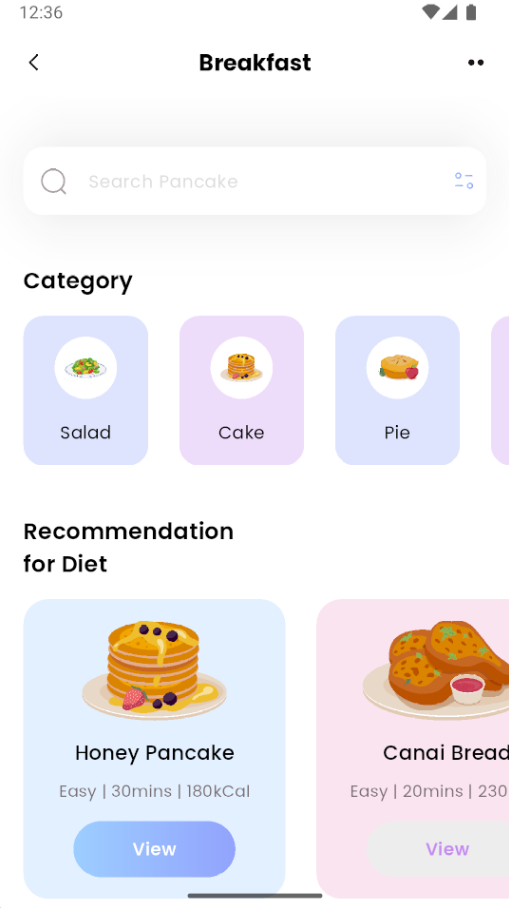 12:36
Breakfast
Search Pancake
Category
Salad
Cake
Pie
Recommendation
for Diet
Honey Pancake
Canai Bread
Easy | 30mins | 180kCal
Easy | 20mins | 230
View
View